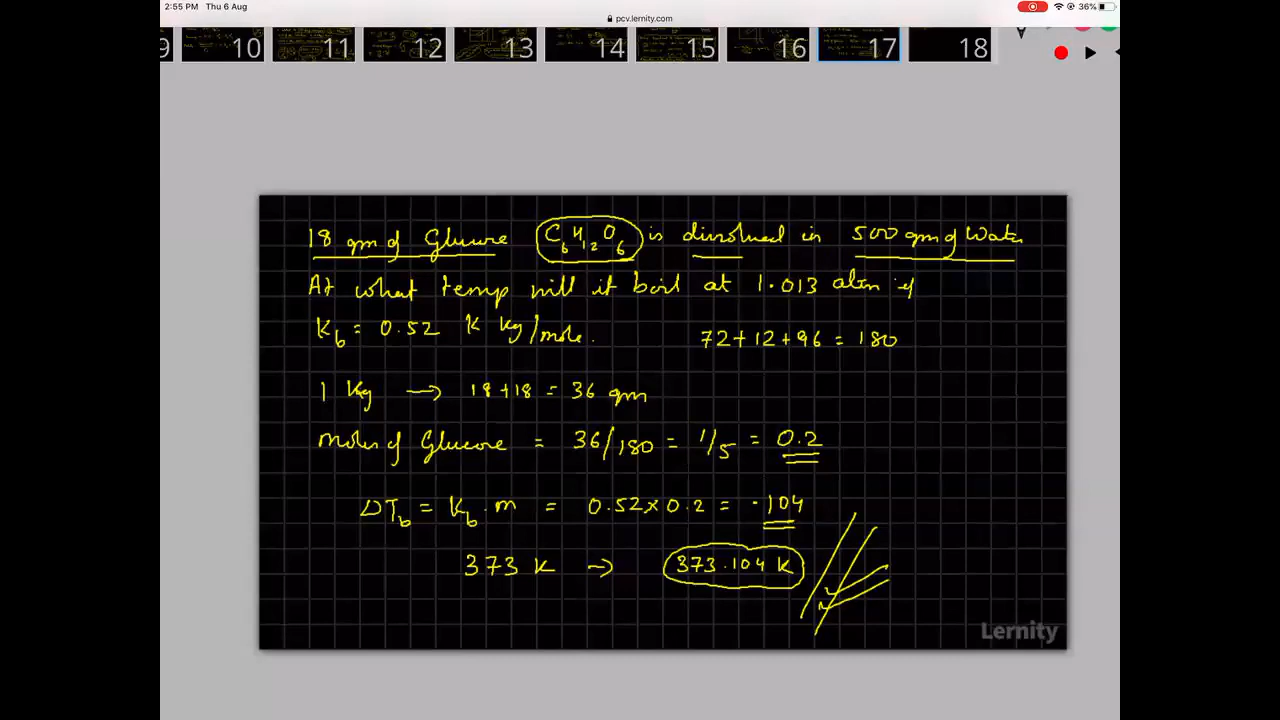 2:55 PM Thu 6 Aug 36%
pcv.lernity.com
9 10 11 12 13 14 15 16 17 18
18 gm of Glucose C6H12O6 is dissolved in 500 gm of Water
At what temp will it boil at 1.013 atm if
Kb = 0.52 K Kg/mole.
72+12+96 = 180
1 Kg → 18+18 = 36 gm
moles of Glucose = 36/180 = 1/5 = 0.2
ΔTb = Kb.m = 0.52×0.2 = .104
373 K → 373.104 K
Lernity